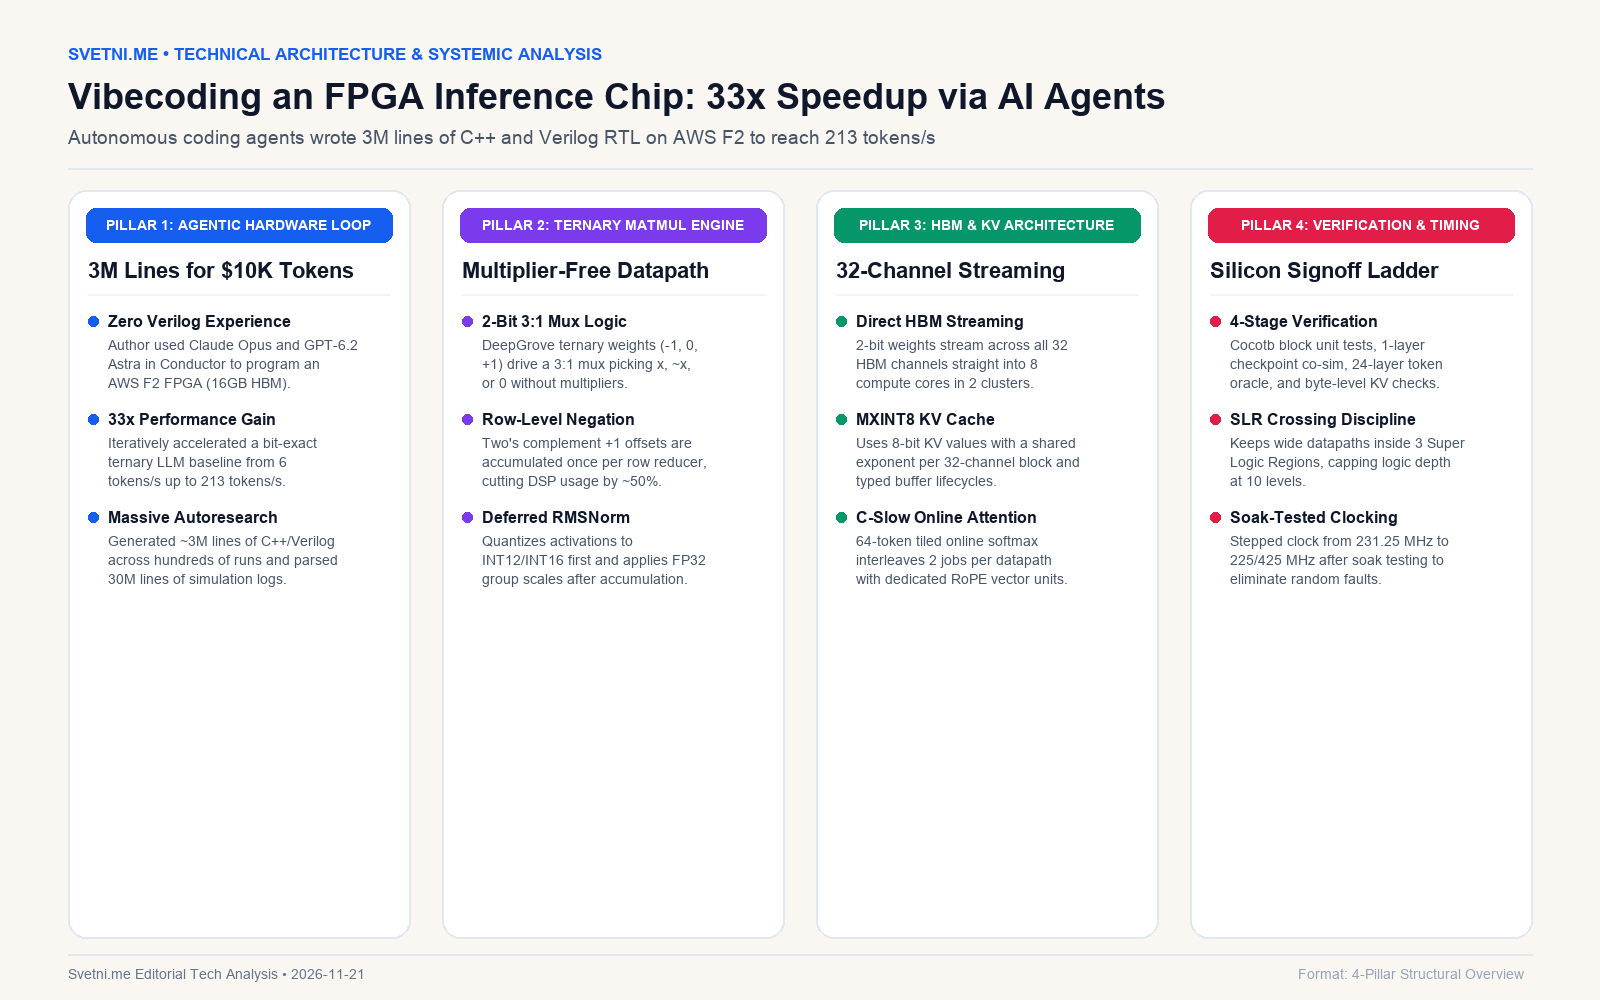 SVETNI.ME • TECHNICAL ARCHITECTURE & SYSTEMIC ANALYSIS
Vibecoding an FPGA Inference Chip: 33x Speedup via AI Agents
Autonomous coding agents wrote 3M lines of C++ and Verilog RTL on AWS F2 to reach 213 tokens/s
PILLAR 1: AGENTIC HARDWARE LOOP
3M Lines for $10K Tokens
Zero Verilog Experience
Author used Claude Opus and GPT-6.2
Astra in Conductor to program an
AWS F2 FPGA (16GB HBM).
33x Performance Gain
Iteratively accelerated a bit-exact
ternary LLM baseline from 6
tokens/s up to 213 tokens/s.
Massive Autoresearch
Generated ~3M lines of C++/Verilog
across hundreds of runs and parsed
30M lines of simulation logs.
PILLAR 2: TERNARY MATMUL ENGINE
Multiplier-Free Datapath
2-Bit 3:1 Mux Logic
DeepGrove ternary weights (-1, 0,
+1) drive a 3:1 mux picking x, ~x,
or 0 without multipliers.
Row-Level Negation
Two's complement +1 offsets are
accumulated once per row reducer,
cutting DSP usage by ~50%.
Deferred RMSNorm
Quantizes activations to
INT12/INT16 first and applies FP32
group scales after accumulation.
PILLAR 3: HBM & KV ARCHITECTURE
32-Channel Streaming
Direct HBM Streaming
2-bit weights stream across all 32
HBM channels straight into 8
compute cores in 2 clusters.
MXINT8 KV Cache
Uses 8-bit KV values with a shared
exponent per 32-channel block and
typed buffer lifecycles.
C-Slow Online Attention
64-token tiled online softmax
interleaves 2 jobs per datapath
with dedicated RoPE vector units.
PILLAR 4: VERIFICATION & TIMING
Silicon Signoff Ladder
4-Stage Verification
Cocotb block unit tests, 1-layer
checkpoint co-sim, 24-layer token
oracle, and byte-level KV checks.
SLR Crossing Discipline
Keeps wide datapaths inside 3 Super
Logic Regions, capping logic depth
at 10 levels.
Soak-Tested Clocking
Stepped clock from 231.25 MHz to
225/425 MHz after soak testing to
eliminate random faults.
Svetni.me Editorial Tech Analysis • 2026-11-21
Format: 4-Pillar Structural Overview